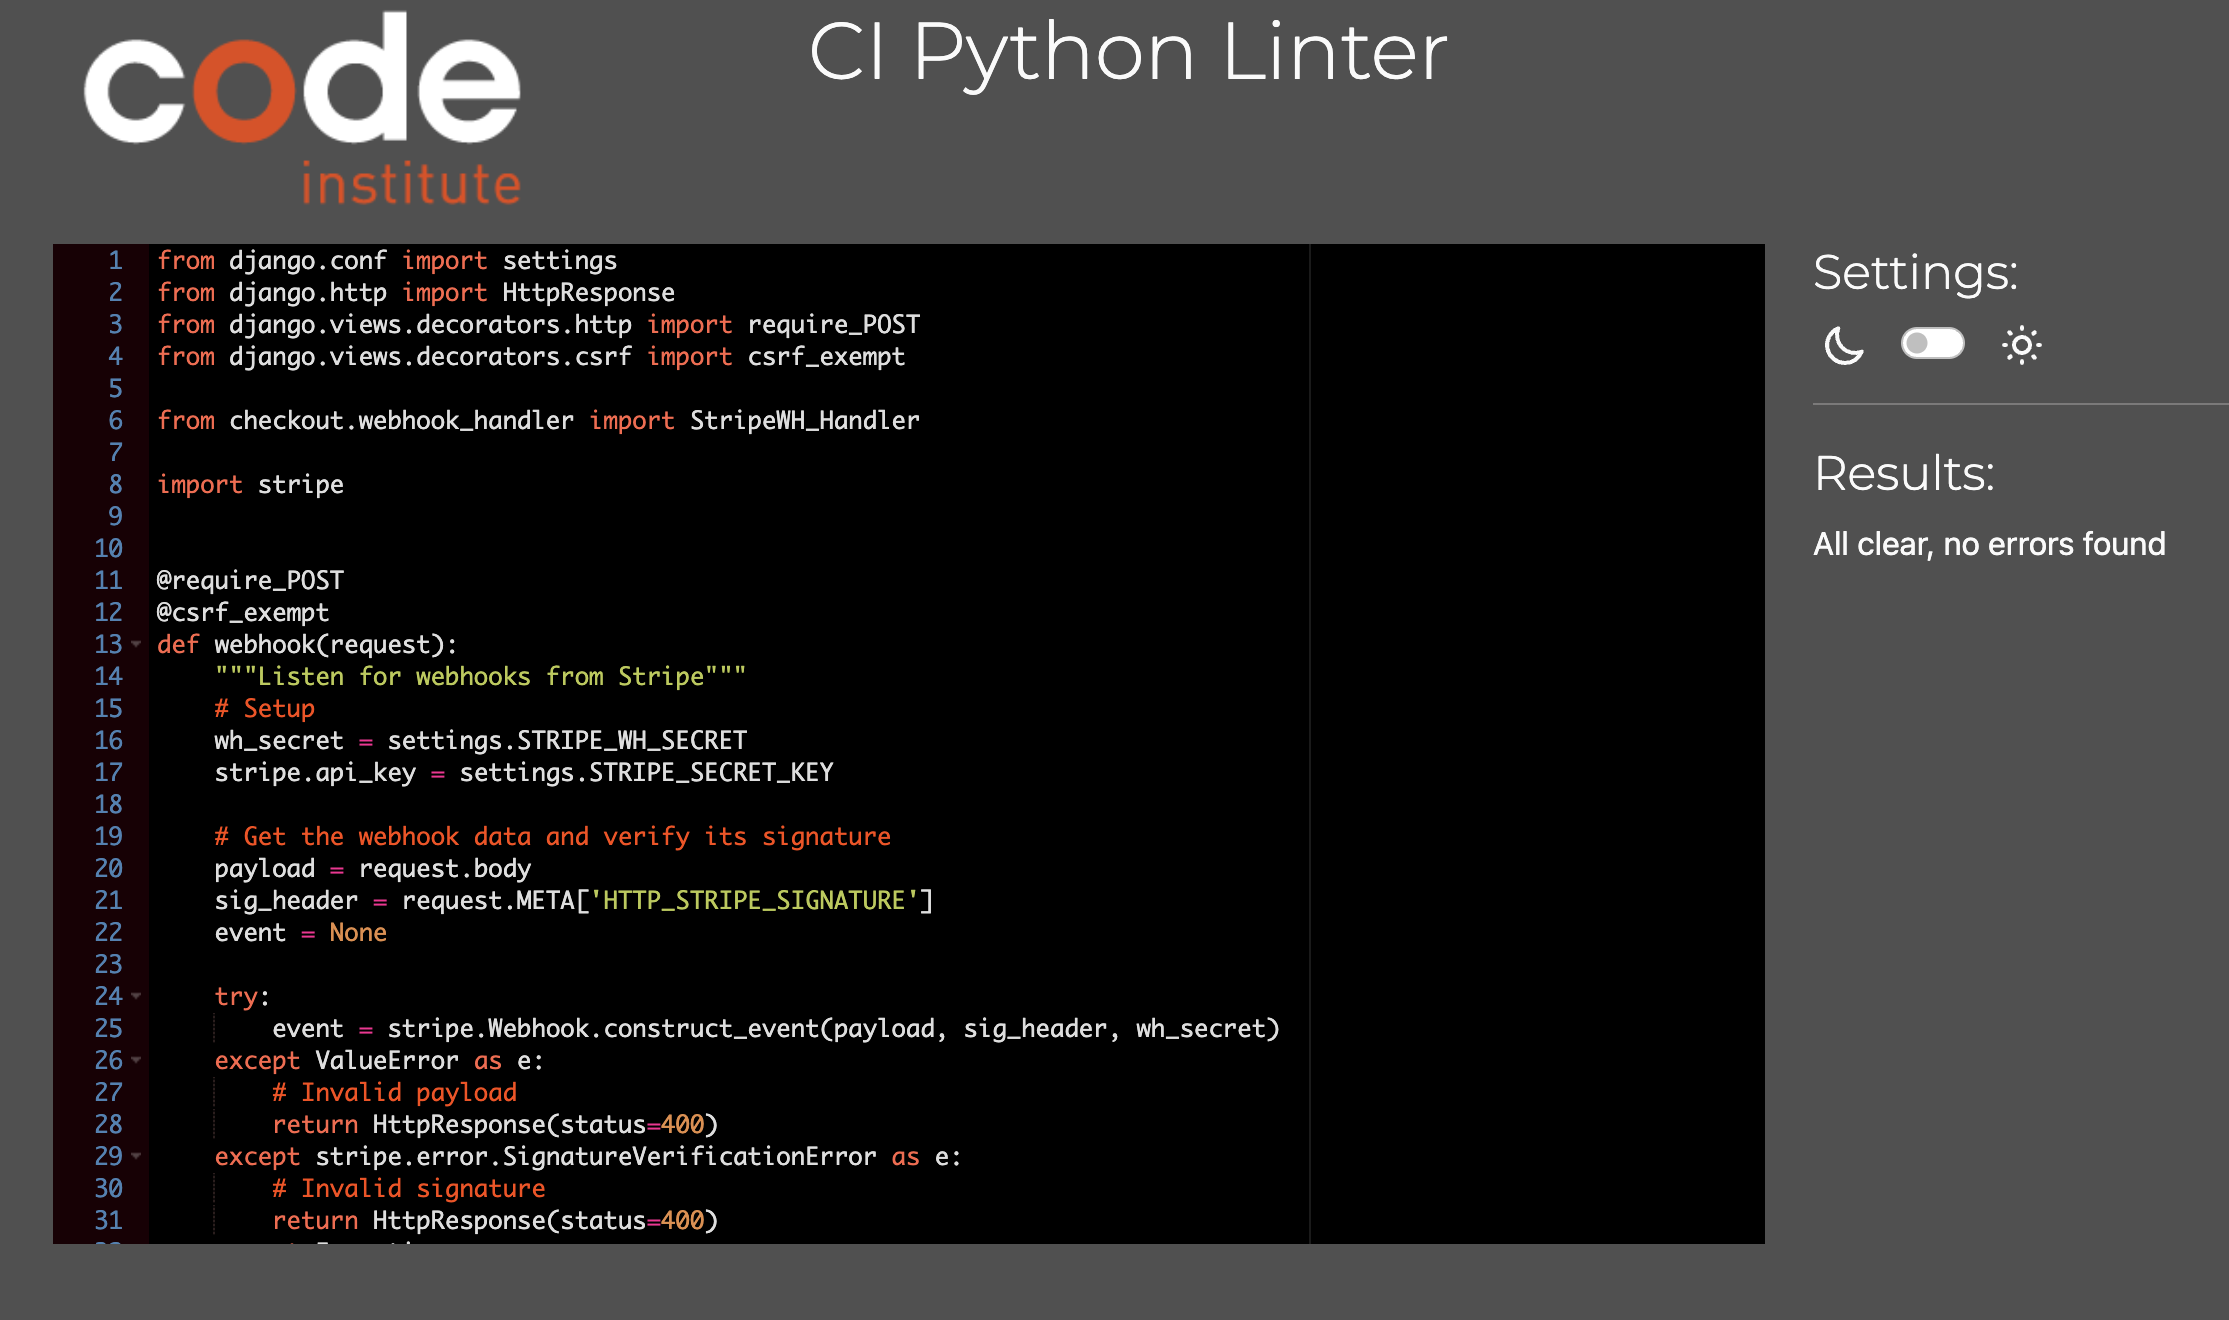 code
institute
CI Python Linter
1 from django.conf import settings
2 from django.http import HttpResponse
3 from django.views.decorators.http import require_POST
4 from django.views.decorators.csrf import csrf_exempt
5
6 from checkout.webhook_handler import StripeWH_Handler
7
8 import stripe
9
10
11 @require_POST
12 @csrf_exempt
13 def webhook(request):
14     """Listen for webhooks from Stripe"""
15     # Setup
16     wh_secret = settings.STRIPE_WH_SECRET
17     stripe.api_key = settings.STRIPE_SECRET_KEY
18
19     # Get the webhook data and verify its signature
20     payload = request.body
21     sig_header = request.META['HTTP_STRIPE_SIGNATURE']
22     event = None
23
24     try:
25         event = stripe.Webhook.construct_event(payload, sig_header, wh_secret)
26     except ValueError as e:
27         # Invalid payload
28         return HttpResponse(status=400)
29     except stripe.error.SignatureVerificationError as e:
30         # Invalid signature
31         return HttpResponse(status=400)
Settings:
Results:
All clear, no errors found